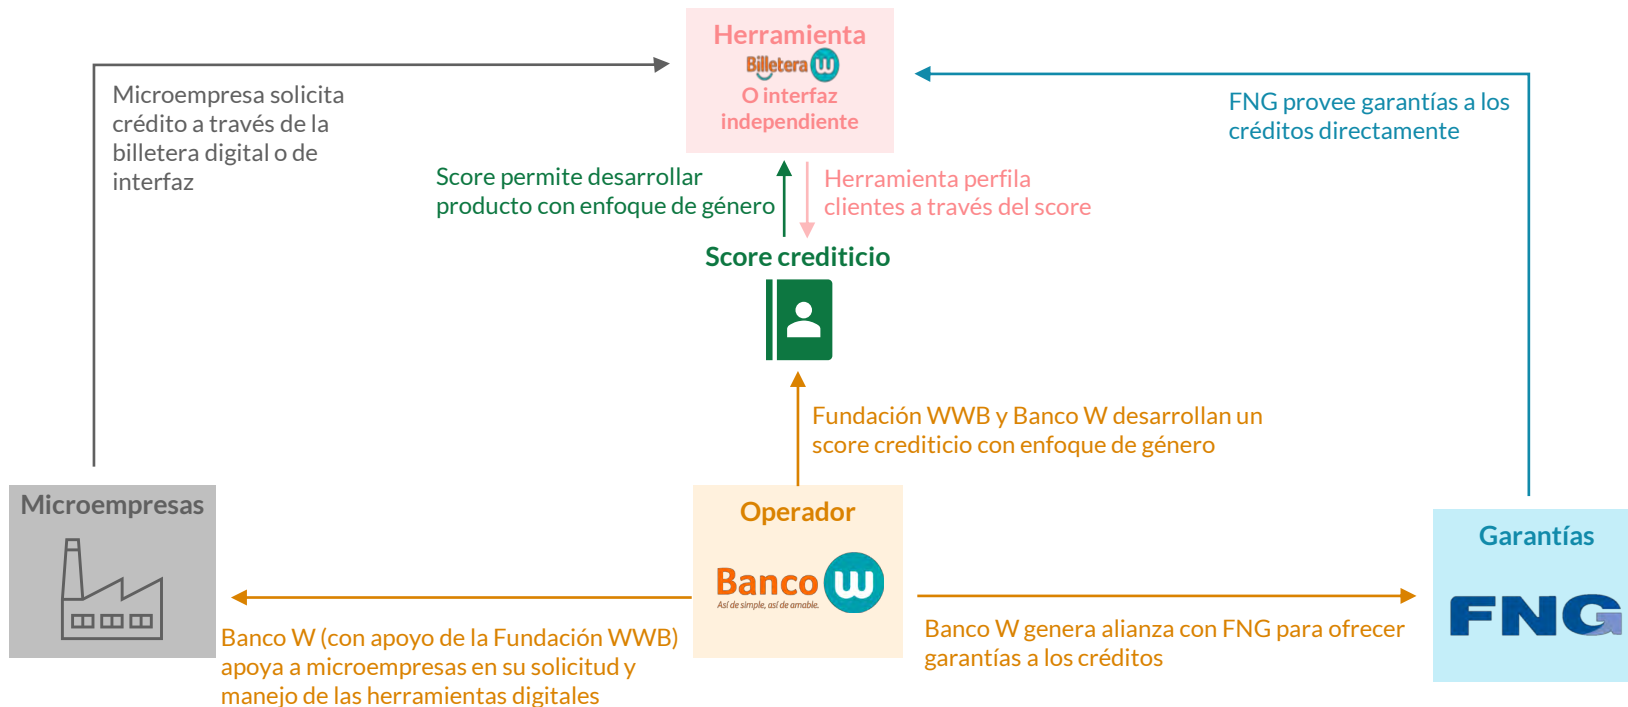 Herramienta
Billetera W
O interfaz
independiente
Microempresa solicita
crédito a través de la
billetera digital o de
interfaz
FNG provee garantías a los
créditos directamente
Score permite desarrollar
producto con enfoque de género
Herramienta perfila
clientes a través del score
Score crediticio
Fundación WWB y Banco W desarrollan un
score crediticio con enfoque de género
Microempresas
Operador
Banco W
Así de simple, así de amable.
Garantías
FNG
Banco W (con apoyo de la Fundación WWB)
apoya a microempresas en su solicitud y
manejo de las herramientas digitales
Banco W genera alianza con FNG para ofrecer
garantías a los créditos